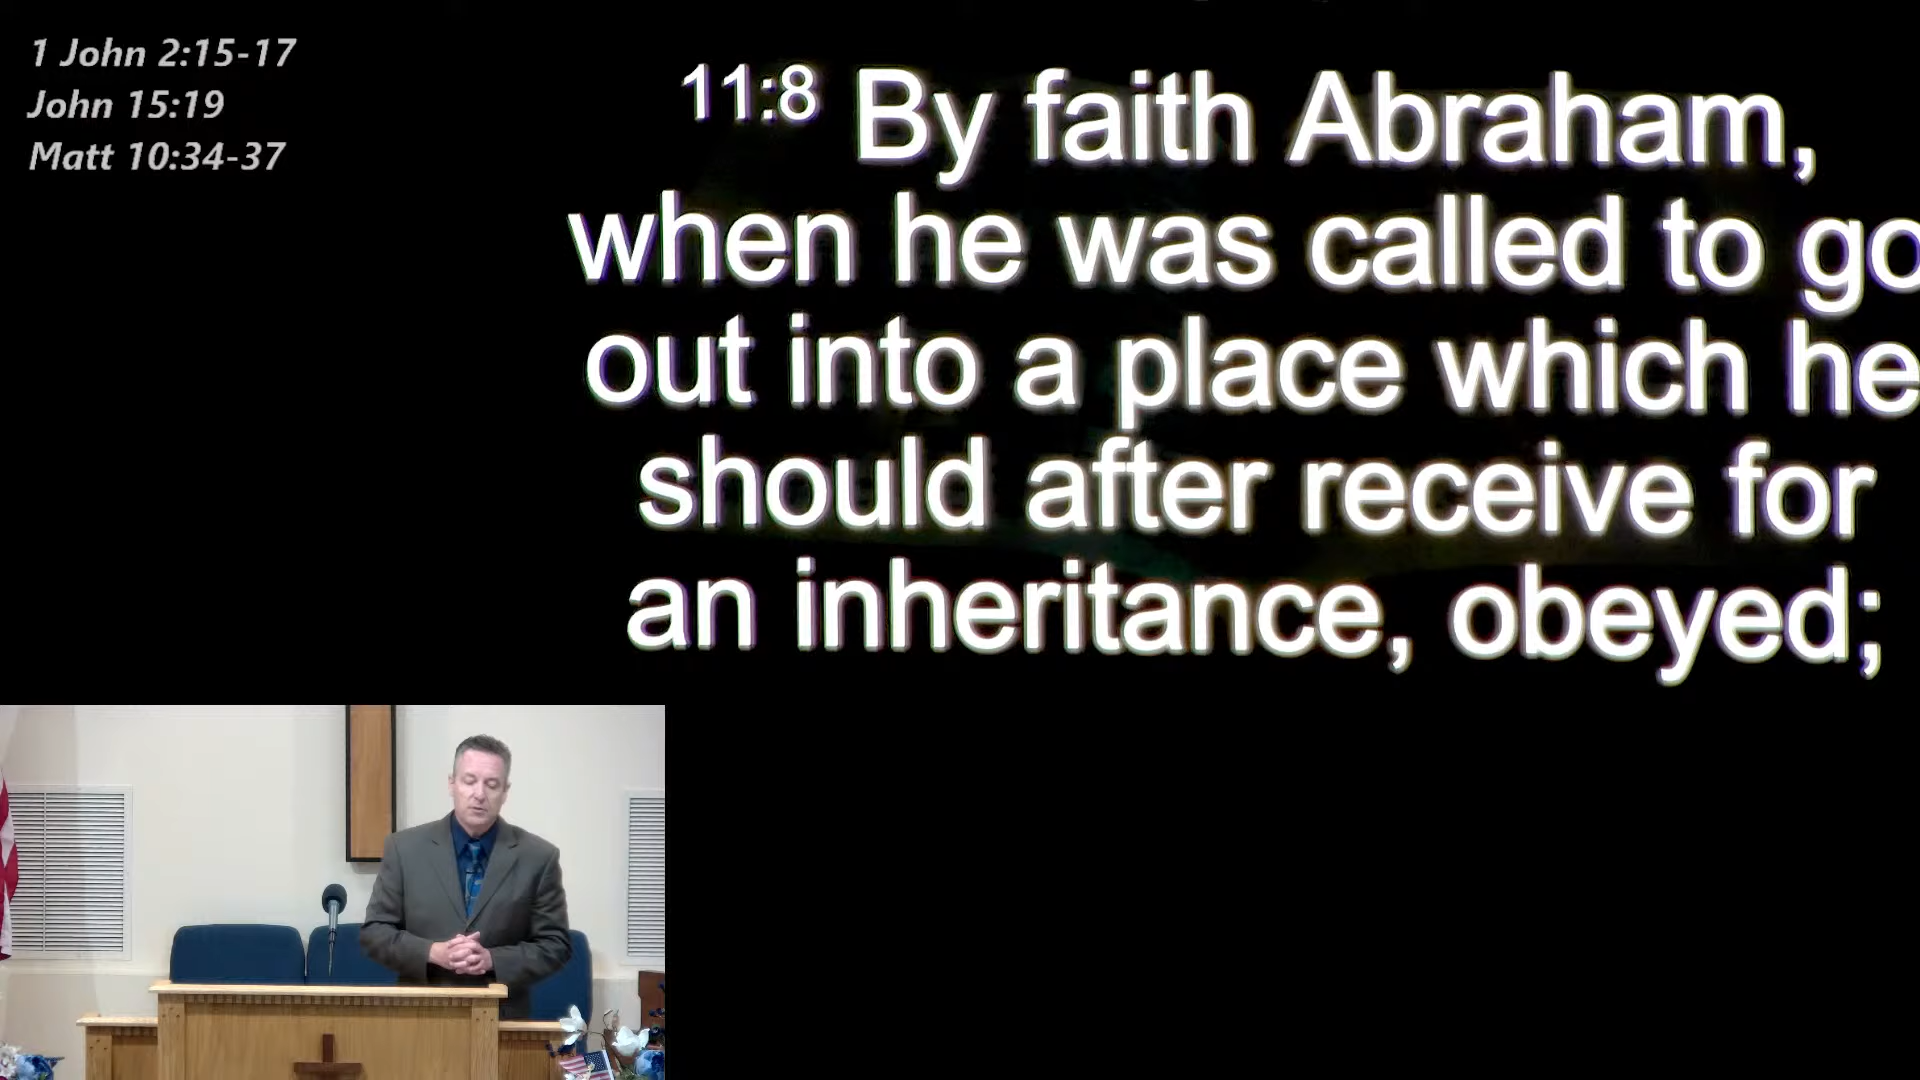 1 John 2:15-17
John 15:19
Matt 10:34-37
11:8 By faith Abraham,
when he was called to go
out into a place which he
should after receive for
an inheritance, obeyed;